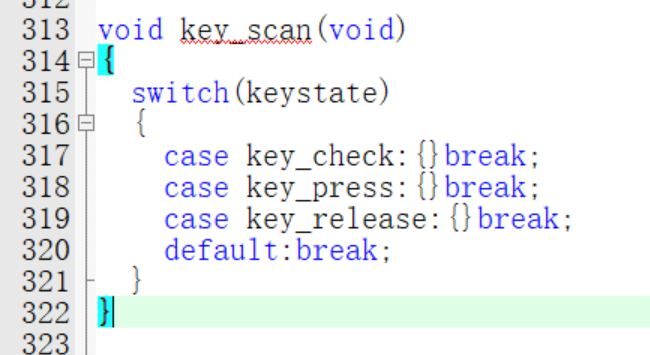 312
313 void key_scan(void)
314 {
315 switch(keystate)
316 {
317 case key_check:{}break;
318 case key_press:{}break;
319 case key_release:{}break;
320 default:break;
321 }
322 }
323